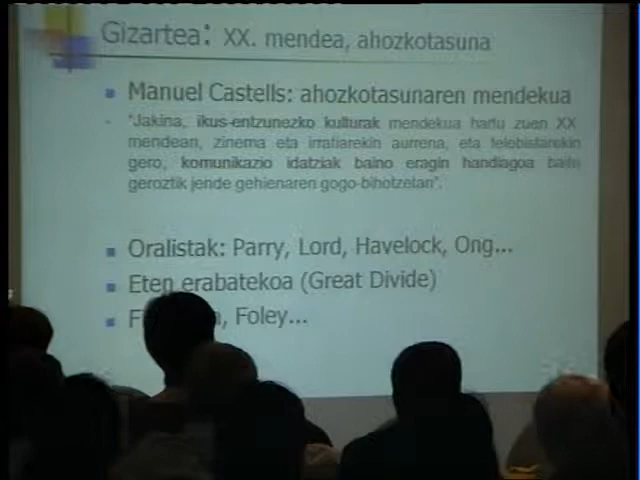 Gizartea: XX. mendea, ahozkotasuna
Manuel Castells: ahozkotasunaren mendekua
"Jakina, ikus-entzunezko kulturak mendekua hartu zuen XX
mendean, zinema eta irratiarekin aurrena, eta telebistarekin
gero, komunikazio idatziak baino eragin handiagoa baitu
geroztik jende gehienaren gogo-bihotzetan".
Oralistak: Parry, Lord, Havelock, Ong...
Eten erabatekoa (Great Divide)
Foley...